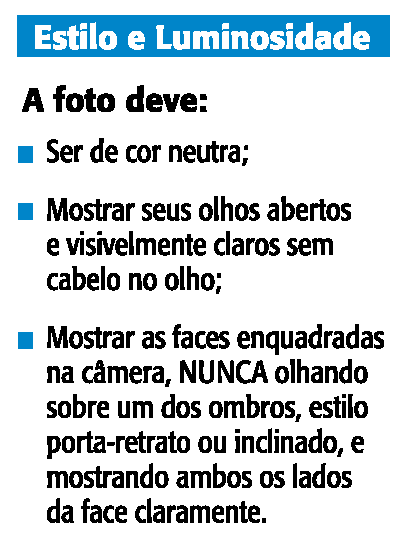 Estilo e Luminosidade
A foto deve:
Ser de cor neutra;
Mostrar seus olhos abertos
e visivelmente claros sem
cabelo no olho;
Mostrar as faces enquadradas
na câmera, NUNCA olhando
sobre um dos ombros, estilo
porta-retrato ou inclinado, e
mostrando ambos os lados
da face claramente.